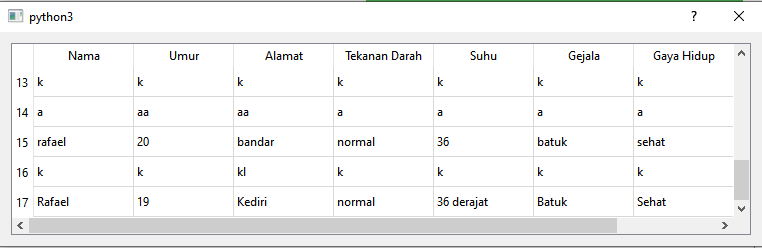 python3 ?
Nama Umur Alamat Tekanan Darah Suhu Gejala Gaya Hidup
13 k k k k k k k
14 a aa aa a a a a
15 rafael 20 bandar normal 36 batuk sehat
16 k k kl k k k k
17 Rafael 19 Kediri normal 36 derajat Batuk Sehat